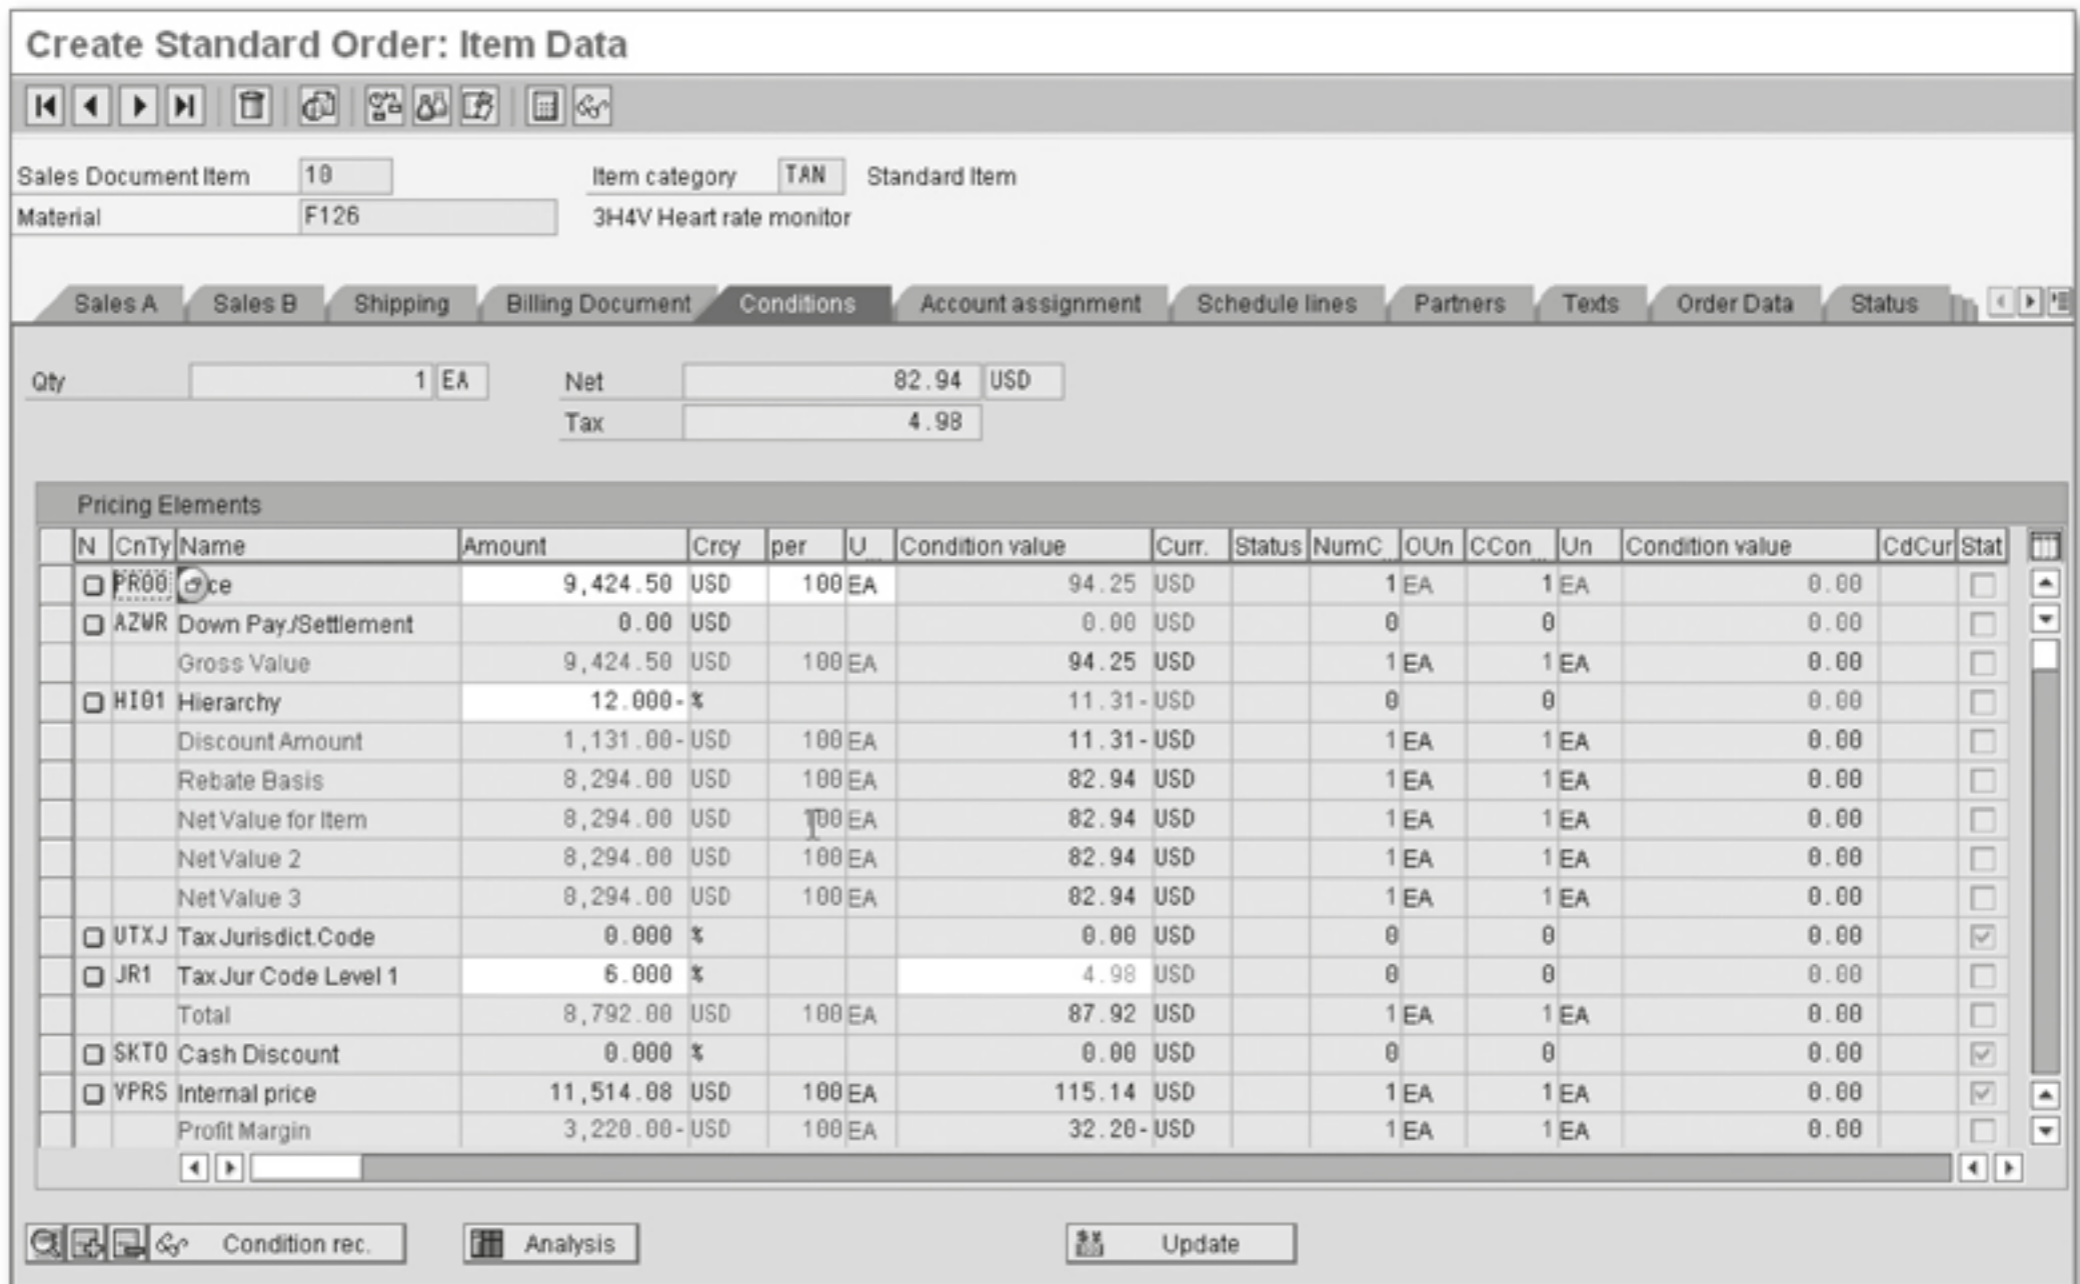 Create Standard Order: Item Data
Sales Document Item 10 Item category TAN Standard Item
Material F126 3H4V Heart rate monitor
Sales A Sales B Shipping Billing Document Conditions Account assignment Schedule lines Partners Texts Order Data Status
Qty 1 EA Net 82.94 USD
Tax 4.98
Pricing Elements
N CnTy Name Amount Crcy per U... Condition value Curr. Status NumC... OUn CCon... Un Condition value CdCur Stat
PR00 ce 9,424.50 USD 100 EA 94.25 USD 1 EA 1 EA 0.00
AZWR Down Pay./Settlement 0.00 USD 0.00 USD 0 0 0.00
Gross Value 9,424.50 USD 100 EA 94.25 USD 1 EA 1 EA 0.00
HI01 Hierarchy 12.000- % 11.31- USD 0 0 0.00
Discount Amount 1,131.00- USD 100 EA 11.31- USD 1 EA 1 EA 0.00
Rebate Basis 8,294.00 USD 100 EA 82.94 USD 1 EA 1 EA 0.00
Net Value for Item 8,294.00 USD 100 EA 82.94 USD 1 EA 1 EA 0.00
Net Value 2 8,294.00 USD 100 EA 82.94 USD 1 EA 1 EA 0.00
Net Value 3 8,294.00 USD 100 EA 82.94 USD 1 EA 1 EA 0.00
UTXJ Tax Jurisdict.Code 0.000 % 0.00 USD 0 0 0.00
JR1 Tax Jur Code Level 1 6.000 % 4.98 USD 0 0 0.00
Total 8,792.00 USD 100 EA 87.92 USD 1 EA 1 EA 0.00
SKTO Cash Discount 0.000 % 0.00 USD 0 0 0.00
VPRS Internal price 11,514.08 USD 100 EA 115.14 USD 1 EA 1 EA 0.00
Profit Margin 3,220.00- USD 100 EA 32.20- USD 1 EA 1 EA 0.00
Condition rec. Analysis Update